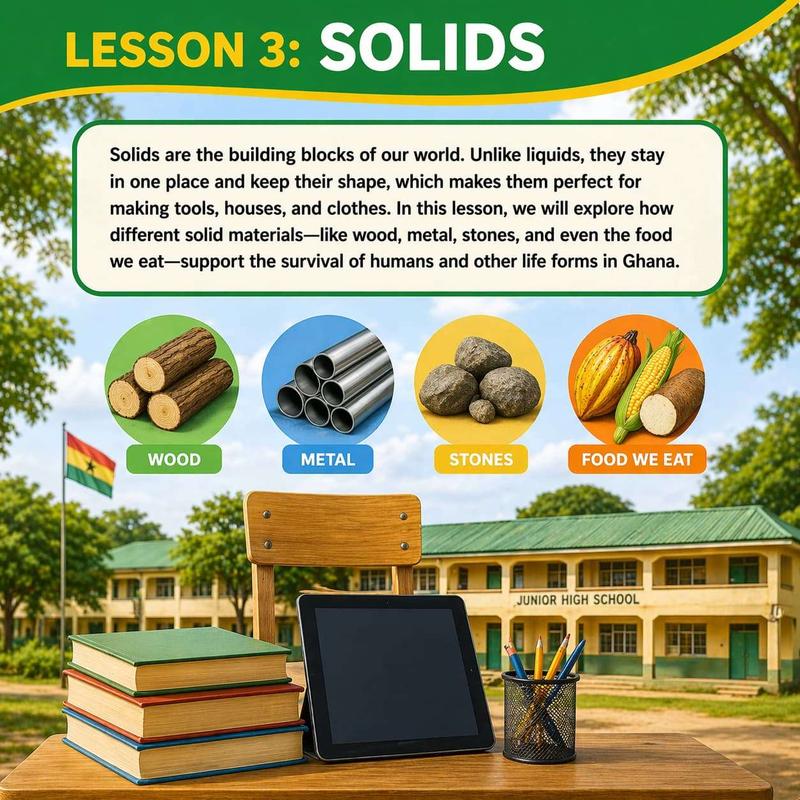 LESSON 3: SOLIDS
Solids are the building blocks of our world. Unlike liquids, they stay
in one place and keep their shape, which makes them perfect for
making tools, houses, and clothes. In this lesson, we will explore how
different solid materials—like wood, metal, stones, and even the food
we eat—support the survival of humans and other life forms in Ghana.
WOOD
METAL
STONES
FOOD WE EAT
JUNIOR HIGH SCHOOL